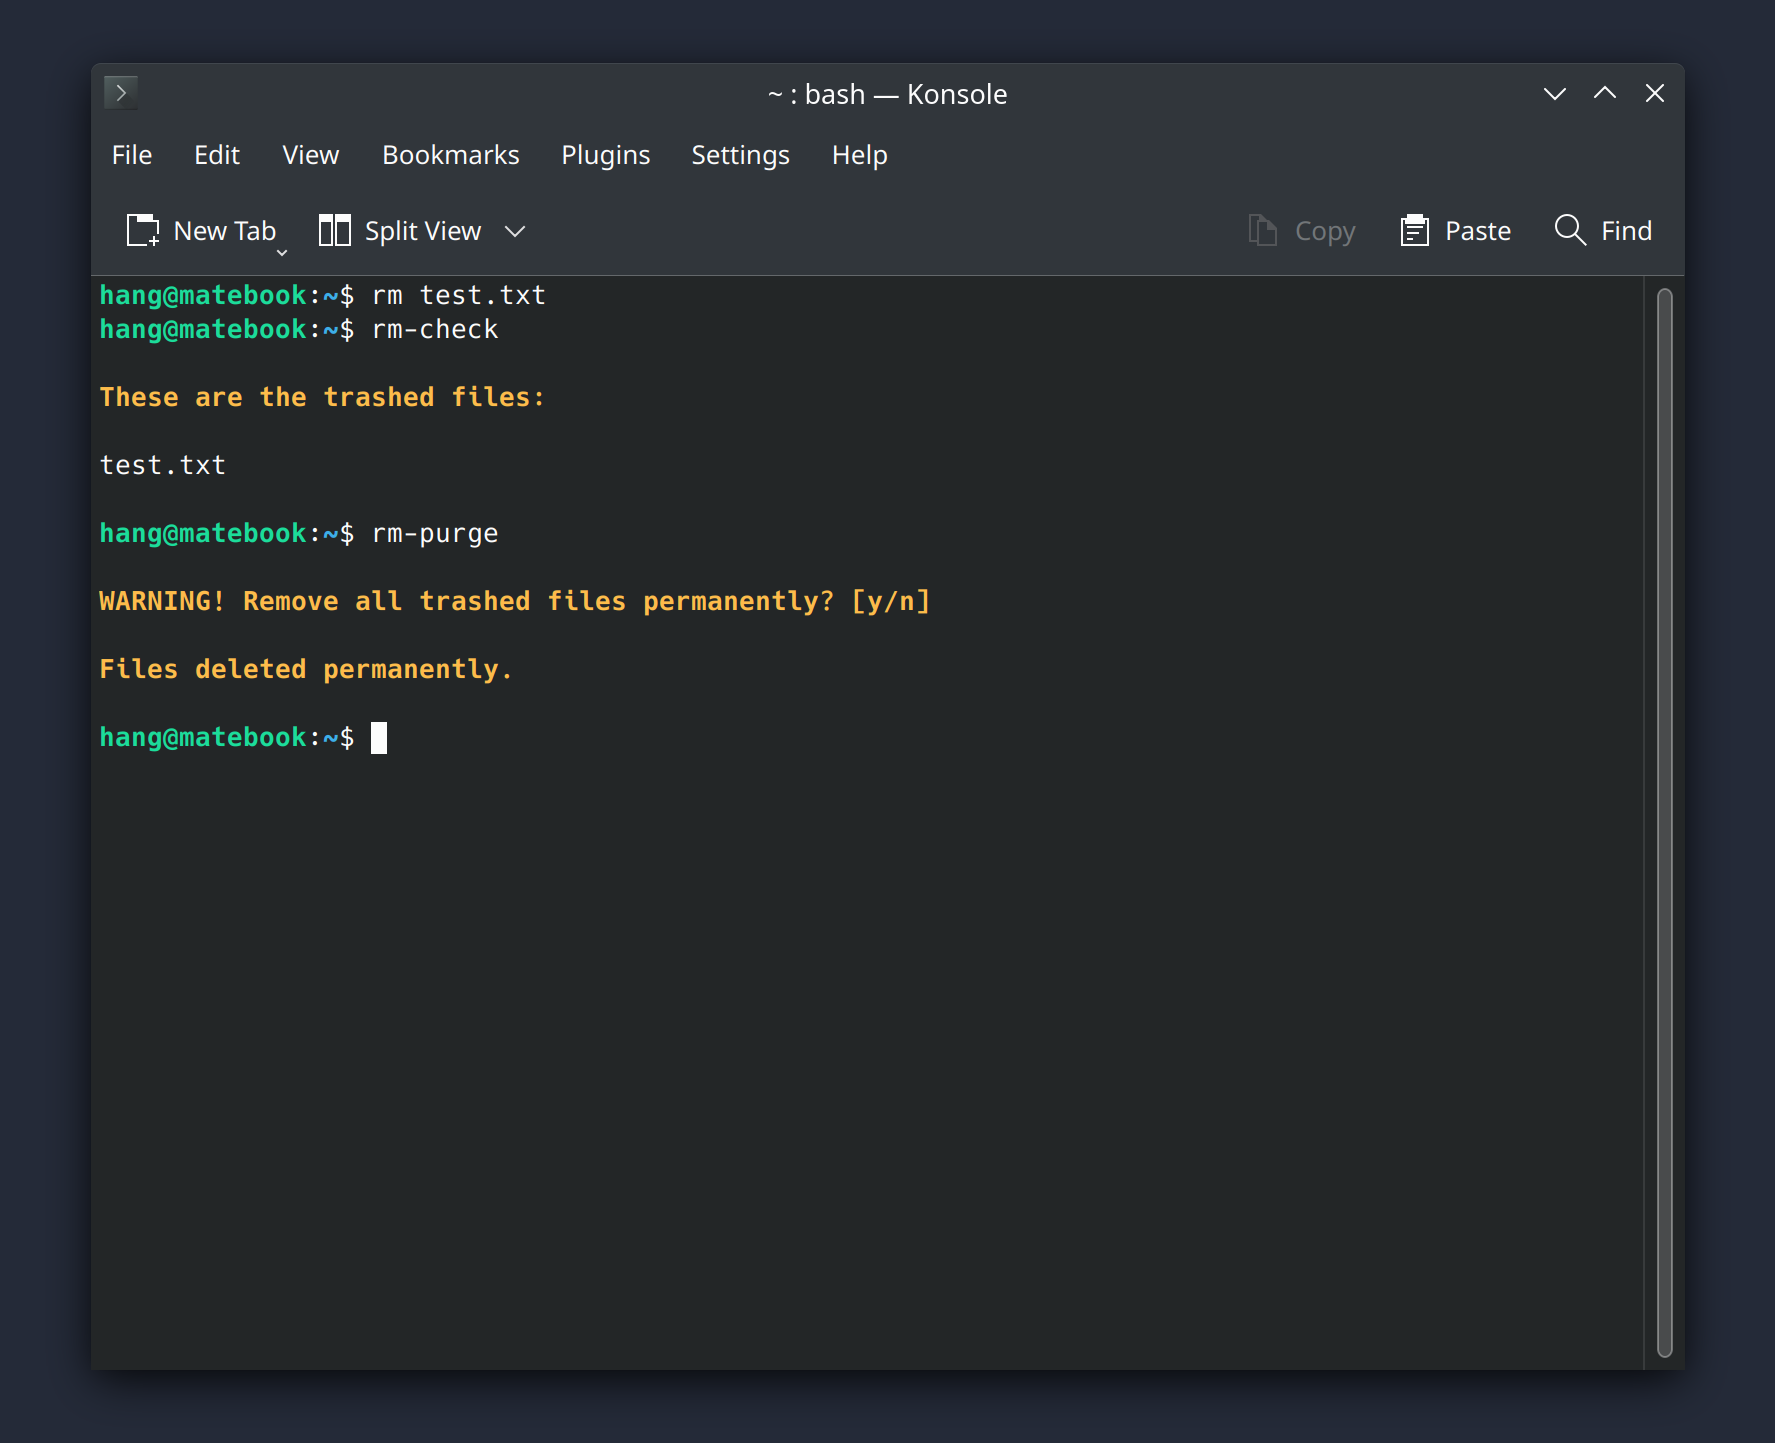 ~ : bash — Konsole
File Edit View Bookmarks Plugins Settings Help
New Tab Split View Copy Paste Find
hang@matebook:~$ rm test.txt
hang@matebook:~$ rm-check
These are the trashed files:
test.txt
hang@matebook:~$ rm-purge
WARNING! Remove all trashed files permanently? [y/n]
Files deleted permanently.
hang@matebook:~$